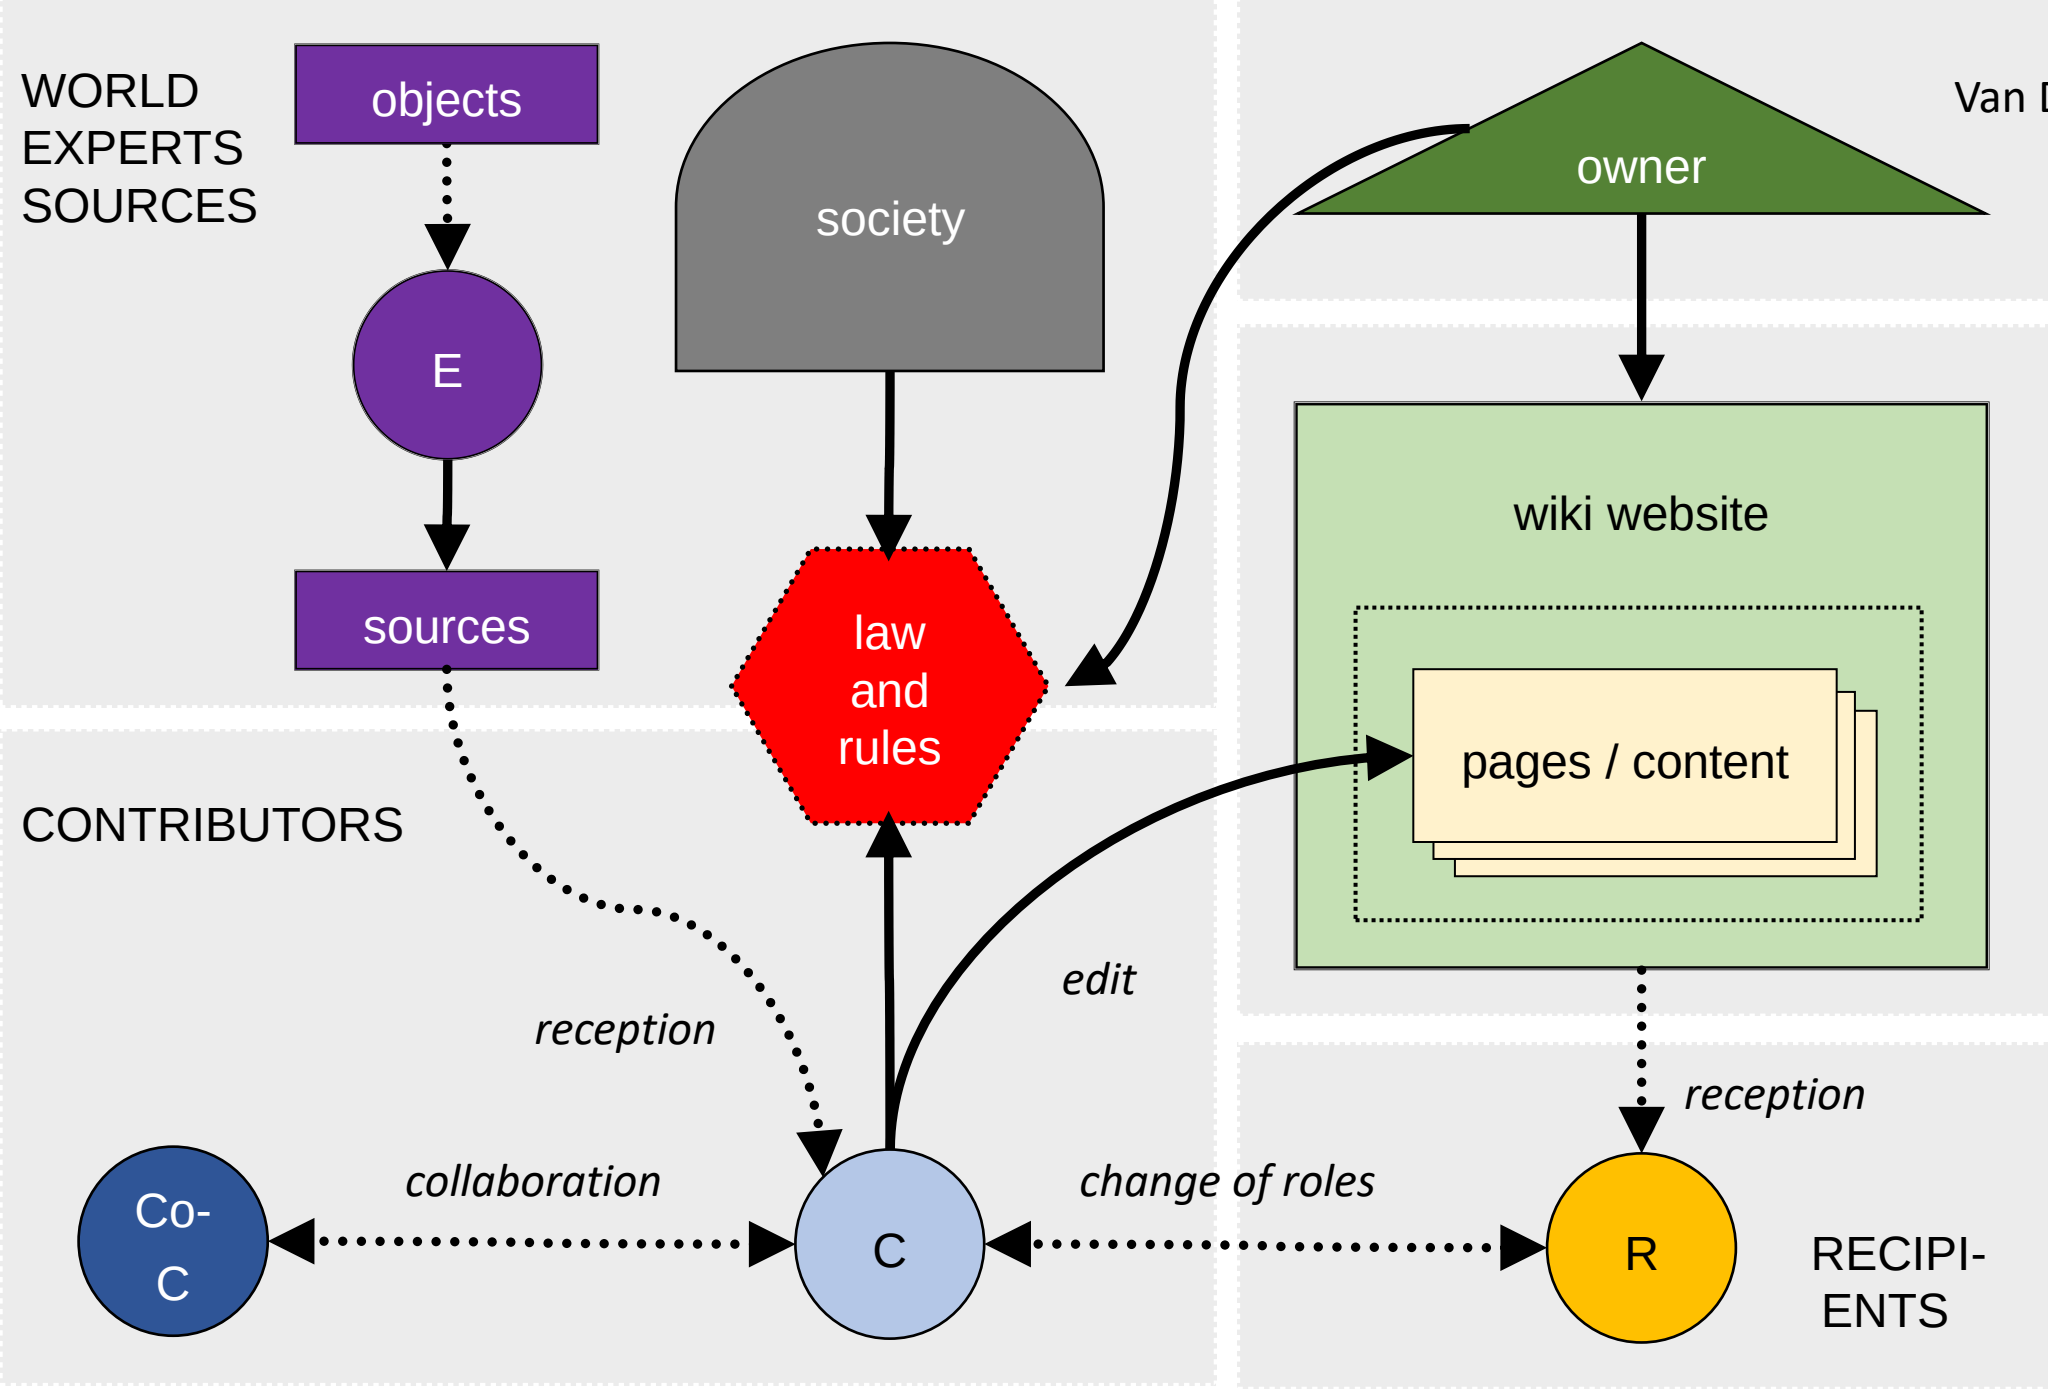 WORLD
EXPERTS
SOURCES
objects
E
sources
society
law
and
rules
owner
Van
wiki website
pages / content
CONTRIBUTORS
reception
edit
collaboration
Co-
C
C
change of roles
reception
R
RECIPI-
ENTS